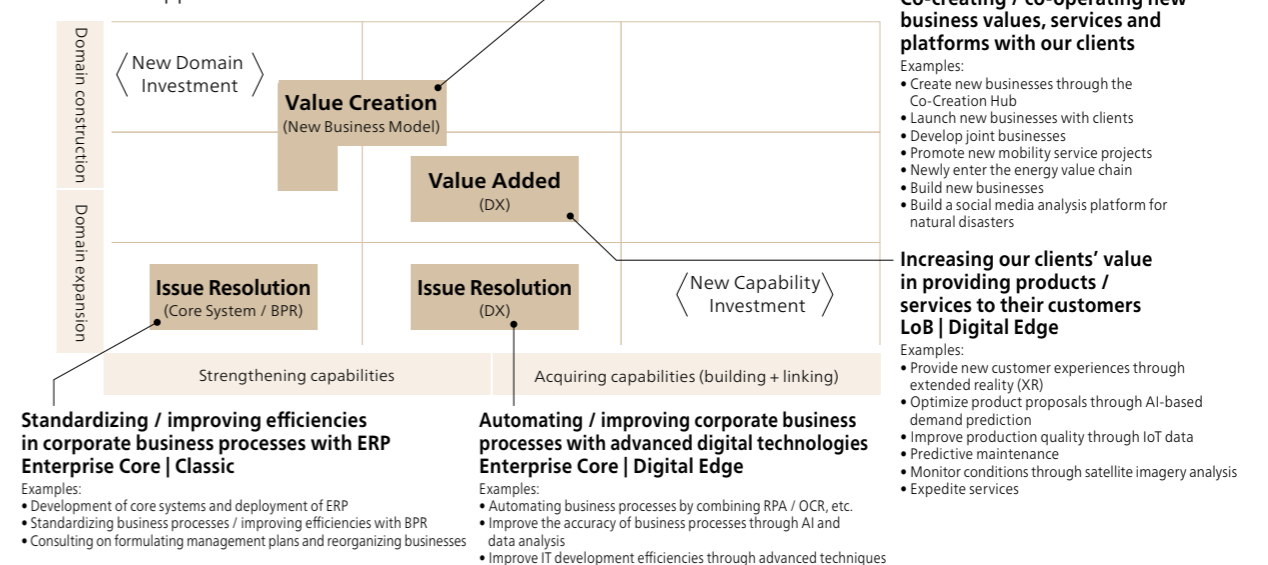 Domain construction
Domain expansion
New Domain
Investment
Value Creation
(New Business Model)
Value Added
(DX)
Issue Resolution
(Core System / BPR)
Issue Resolution
(DX)
New Capability
Investment
Strengthening capabilities
Acquiring capabilities (building + linking)
Co-creating / co-operating new
business values, services and
platforms with our clients
Examples:
• Create new businesses through the
Co-Creation Hub
• Launch new businesses with clients
• Develop joint businesses
• Promote new mobility service projects
• Newly enter the energy value chain
• Build new businesses
• Build a social media analysis platform for
natural disasters
Increasing our clients’ value
in providing products /
services to their customers
LoB | Digital Edge
Examples:
• Provide new customer experiences through
extended reality (XR)
• Optimize product proposals through AI-based
demand prediction
• Improve production quality through IoT data
• Predictive maintenance
• Monitor conditions through satellite imagery analysis
• Expedite services
Standardizing / improving efficiencies
in corporate business processes with ERP
Enterprise Core | Classic
Examples:
• Development of core systems and deployment of ERP
• Standardizing business processes / improving efficiencies with BPR
• Consulting on formulating management plans and reorganizing businesses
Automating / improving corporate business
processes with advanced digital technologies
Enterprise Core | Digital Edge
Examples:
• Automating business processes by combining RPA / OCR, etc.
• Improve the accuracy of business processes through AI and
data analysis
• Improve IT development efficiencies through advanced techniques